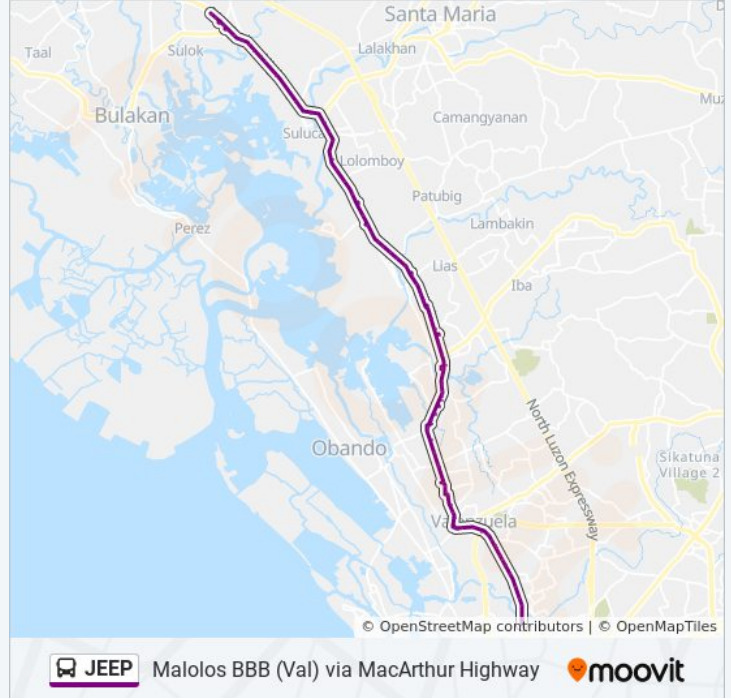 Santa Maria
Taal
Sulok
Lalakhan
Bulakan
Muz
Camangyanan
Suluca
Lolomboy
Patubig
Perez
Lambakin
Lias
Iba
North Luzon Expressway
Obando
Sikatuna
Village 2
Valenzuela
© OpenStreetMap contributors | © OpenMapTiles
JEEP Malolos BBB (Val) via MacArthur Highway moovit